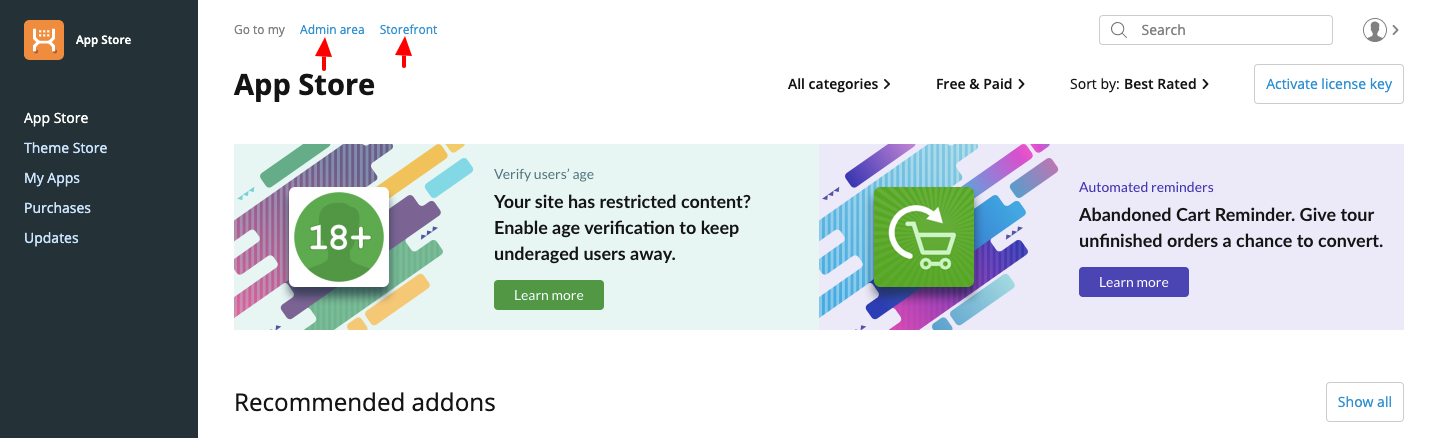 App Store
App Store
Theme Store
My Apps
Purchases
Updates
Go to my Admin area Storefront
Search
App Store
All categories
Free & Paid
Sort by: Best Rated
Activate license key
18+
Verify users' age
Your site has restricted content?
Enable age verification to keep
underaged users away.
Learn more
Automated reminders
Abandoned Cart Reminder. Give tour
unfinished orders a chance to convert.
Learn more
Recommended addons
Show all